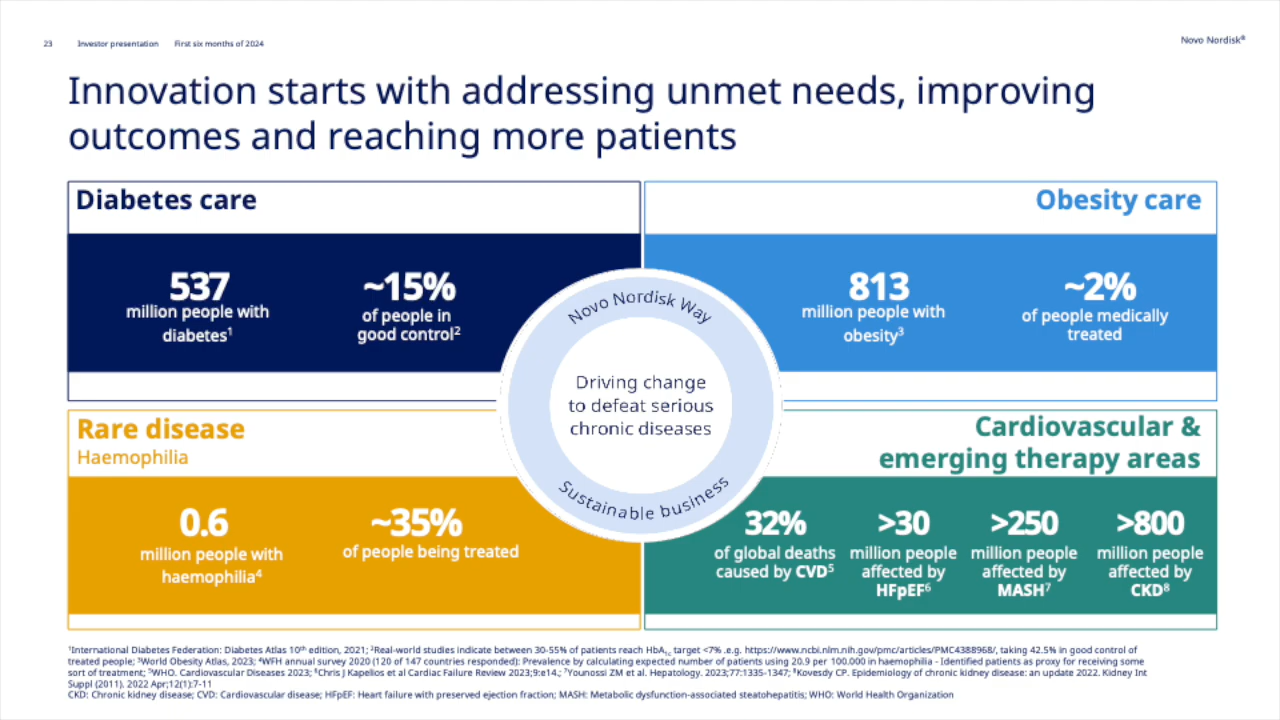 23 Investor presentation First six months of 2024
Novo Nordisk®
Innovation starts with addressing unmet needs, improving
outcomes and reaching more patients
Diabetes care
537
million people with
diabetes¹
~15%
of people in
good control²
Obesity care
813
million people with
obesity³
~2%
of people medically
treated
Novo Nordisk Way
Driving change
to defeat serious
chronic diseases
Sustainable business
Rare disease
Haemophilia
0.6
million people with
haemophilia⁴
~35%
of people being treated
Cardiovascular &
emerging therapy areas
32%
of global deaths
caused by CVD⁵
>30
million people
affected by
HFpEF⁶
>250
million people
affected by
MASH⁷
>800
million people
affected by
CKD⁸
¹International Diabetes Federation: Diabetes Atlas 10ᵗʰ edition, 2021; ²Real-world studies indicate between 30-55% of patients reach HbA₁c target <7% .e.g. https://www.ncbi.nlm.nih.gov/pmc/articles/PMC4388968/, taking 42.5% in good control of
treated people; ³World Obesity Atlas, 2023; ⁴WFH annual survey 2020 (120 of 147 countries responded): Prevalence by calculating expected number of patients using 20.9 per 100.000 in haemophilia - Identified patients as proxy for receiving some
sort of treatment; ⁵WHO. Cardiovascular Diseases 2023; ⁶Chris J Kapelios et al Cardiac Failure Review 2023;9:e14.; ⁷Younossi ZM et al. Hepatology. 2023;77:1335-1347; ⁸Kovesdy CP. Epidemiology of chronic kidney disease: an update 2022. Kidney Int
Suppl (2011). 2022 Apr;12(1):7-11
CKD: Chronic kidney disease; CVD: Cardiovascular disease; HFpEF: Heart failure with preserved ejection fraction; MASH: Metabolic dysfunction-associated steatohepatitis; WHO: World Health Organization